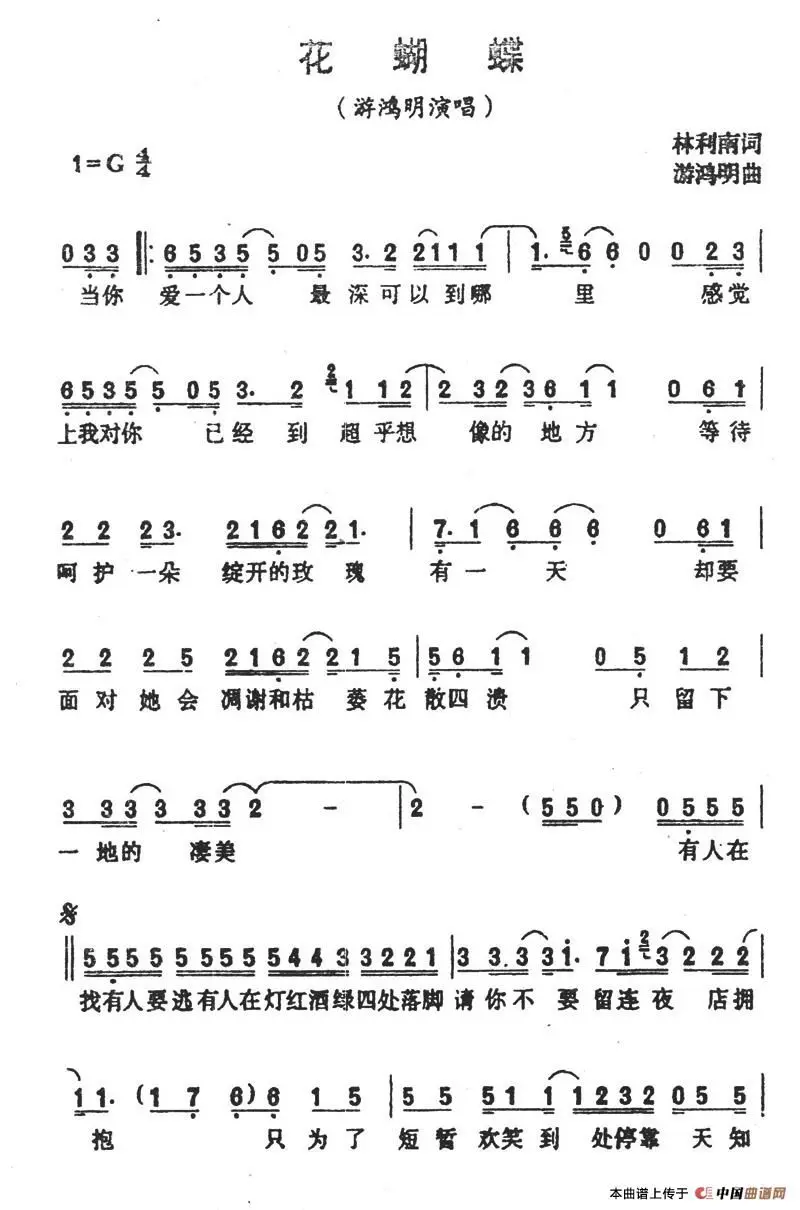 花 蝴 蝶
（游鸿明演唱）
1=G 4/4
林利南词
游鸿明曲
0 3 3 ‖: 6 5 3 5 5 0 5 3. 2 2 1 1 1 1 | 1. 5 6 6 0 0 2 3 |
当你 爱一个人 最深可以到哪 里 感觉
6 5 3 5 5 0 5 3. 2 2 1 1 2 | 2 3 2 2 3 6 1 1 0 6 1 |
上我对你 已经到超乎想 像的地方 等待
2 2 2 3. 2 1 6 2 2 1. | 7. 1 6 6 6 0 6 1 |
呵护一朵 绽开的玫瑰 有一天 却要
2 2 2 5 2 1 6 2 2 1 5 | 5 6 1 1 0 5 1 2 |
面对她会凋谢和枯萎花散四溃 只留下
3 3 3 3 3 3 3 2 - | 2 - (5 5 0) 0 5 5 5 |
一地的凄美 有人在
5 5 5 5 5 5 5 5 5 4 4 3 3 2 2 1 | 3 3 3 3 1. 7 1 2 3 2 2 2 |
找有人要逃有人在灯红酒绿四处落脚请你不要留连夜店拥
1 1. (1 7 6) 6 1 5 | 5 5 5 1 1 1 2 3 2 0 5 5 |
抱 只为了短暂欢笑到处停靠天知
本曲谱上传于 中国曲谱网